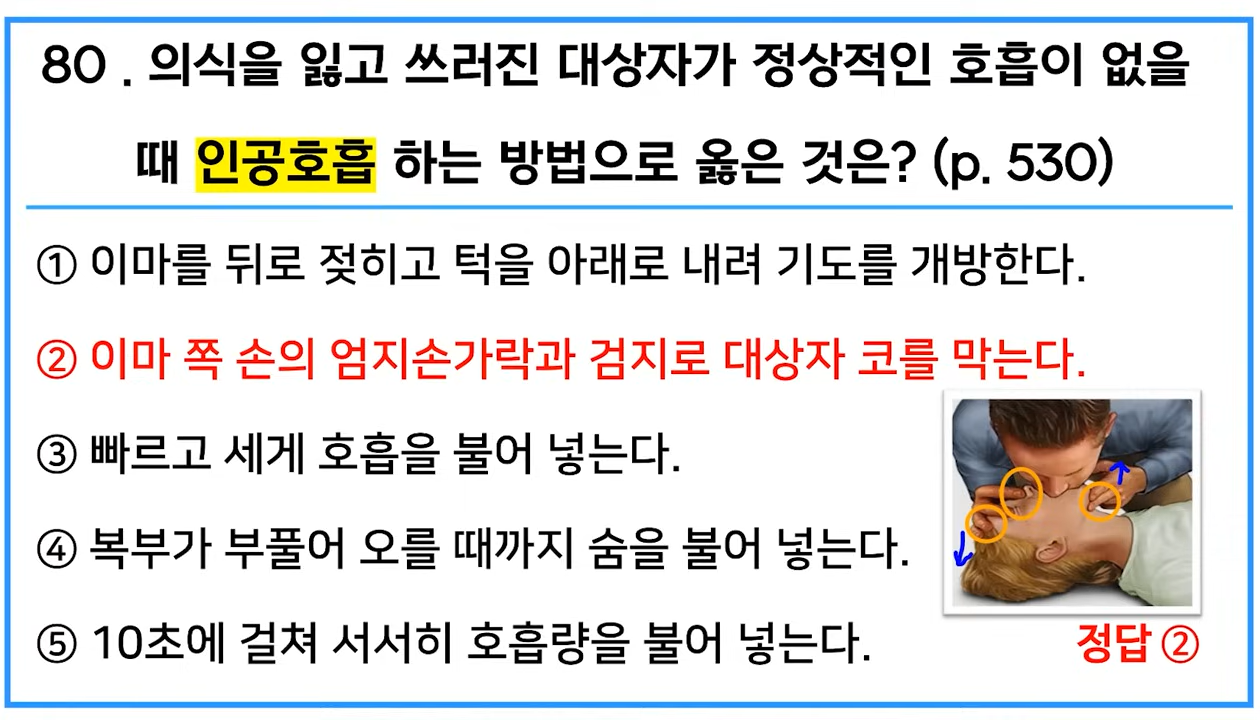 80 . 의식을 잃고 쓰러진 대상자가 정상적인 호흡이 없을
때 인공호흡 하는 방법으로 옳은 것은? (p. 530)
① 이마를 뒤로 젖히고 턱을 아래로 내려 기도를 개방한다.
② 이마 쪽 손의 엄지손가락과 검지로 대상자 코를 막는다.
③ 빠르고 세게 호흡을 불어 넣는다.
④ 복부가 부풀어 오를 때까지 숨을 불어 넣는다.
⑤ 10초에 걸쳐 서서히 호흡량을 불어 넣는다.
정답 ②